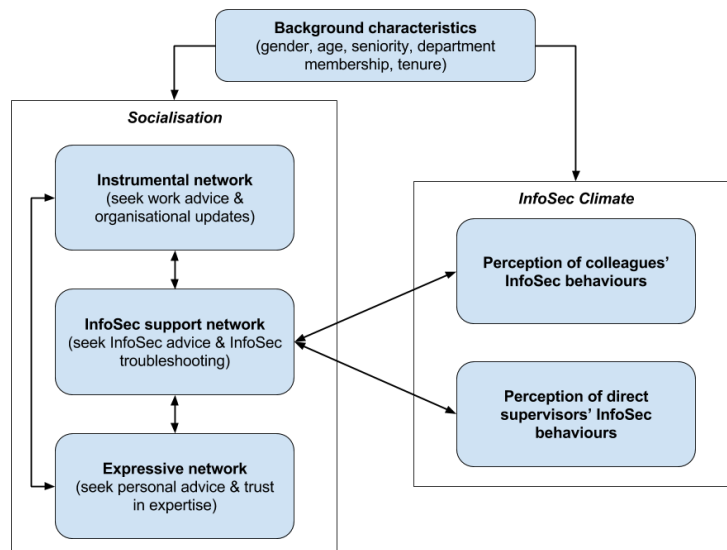 Background characteristics
(gender, age, seniority, department
membership, tenure)
Socialisation
Instrumental network
(seek work advice &
organisational updates)
InfoSec support network
(seek InfoSec advice & InfoSec
troubleshooting)
Expressive network
(seek personal advice & trust
in expertise)
InfoSec Climate
Perception of colleagues’
InfoSec behaviours
Perception of direct
supervisors’ InfoSec
behaviours